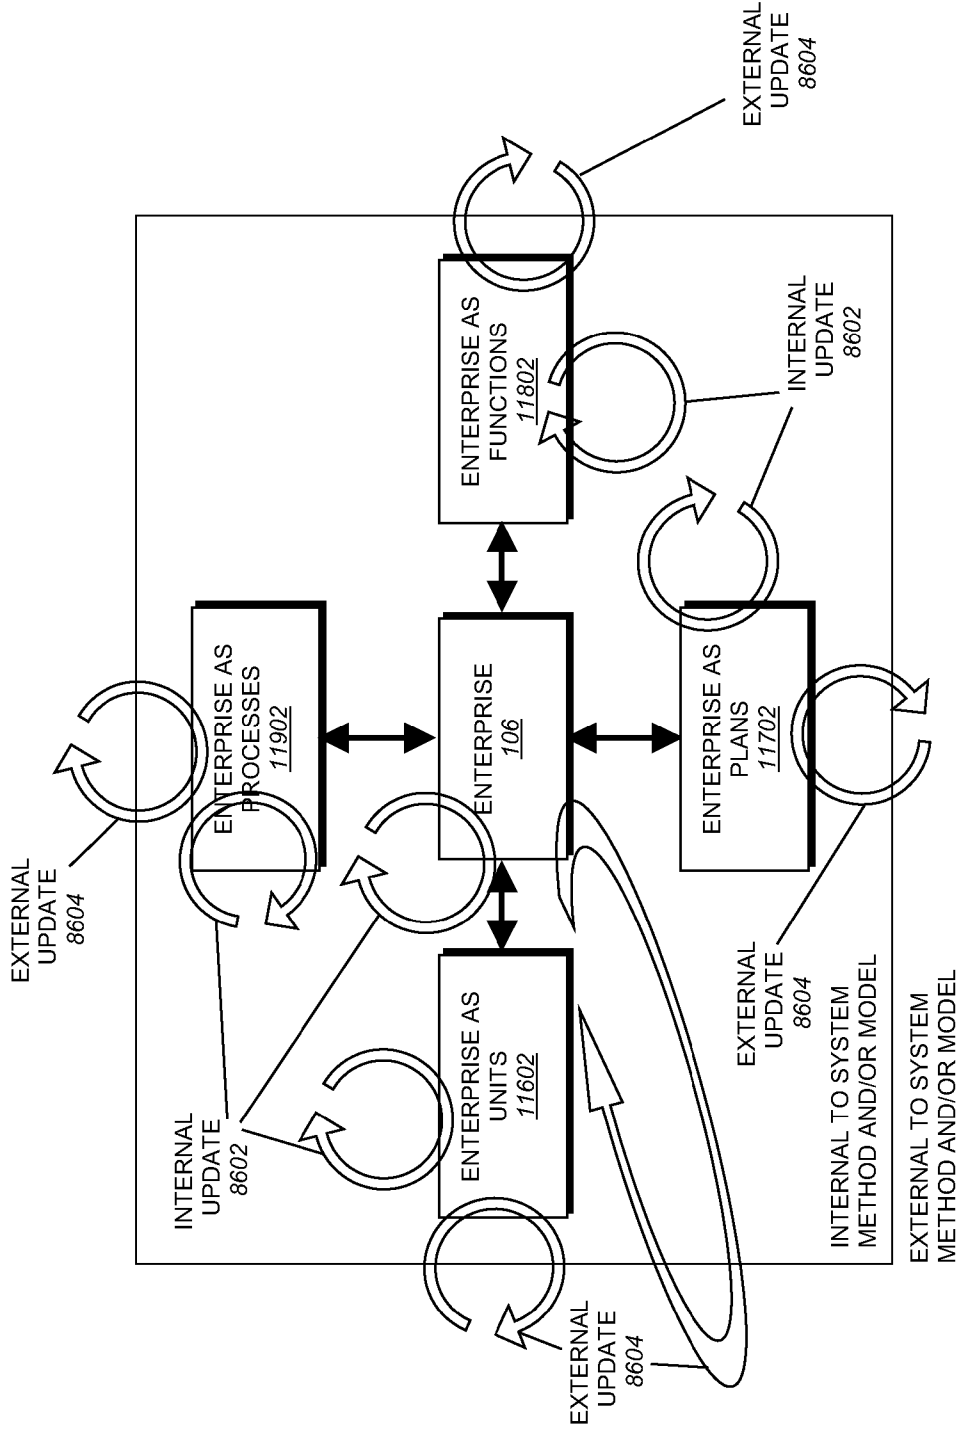 EXTERNAL
UPDATE
8604
ENTERPRISE AS
PROCESSES
11902
INTERNAL
UPDATE
8602
ENTERPRISE AS
UNITS
11602
ENTERPRISE
106
ENTERPRISE AS
FUNCTIONS
11802
EXTERNAL
UPDATE
8604
EXTERNAL
UPDATE
8604
ENTERPRISE AS
PLANS
11702
INTERNAL
UPDATE
8602
EXTERNAL
UPDATE
8604
INTERNAL TO SYSTEM
METHOD AND/OR MODEL
EXTERNAL TO SYSTEM
METHOD AND/OR MODEL